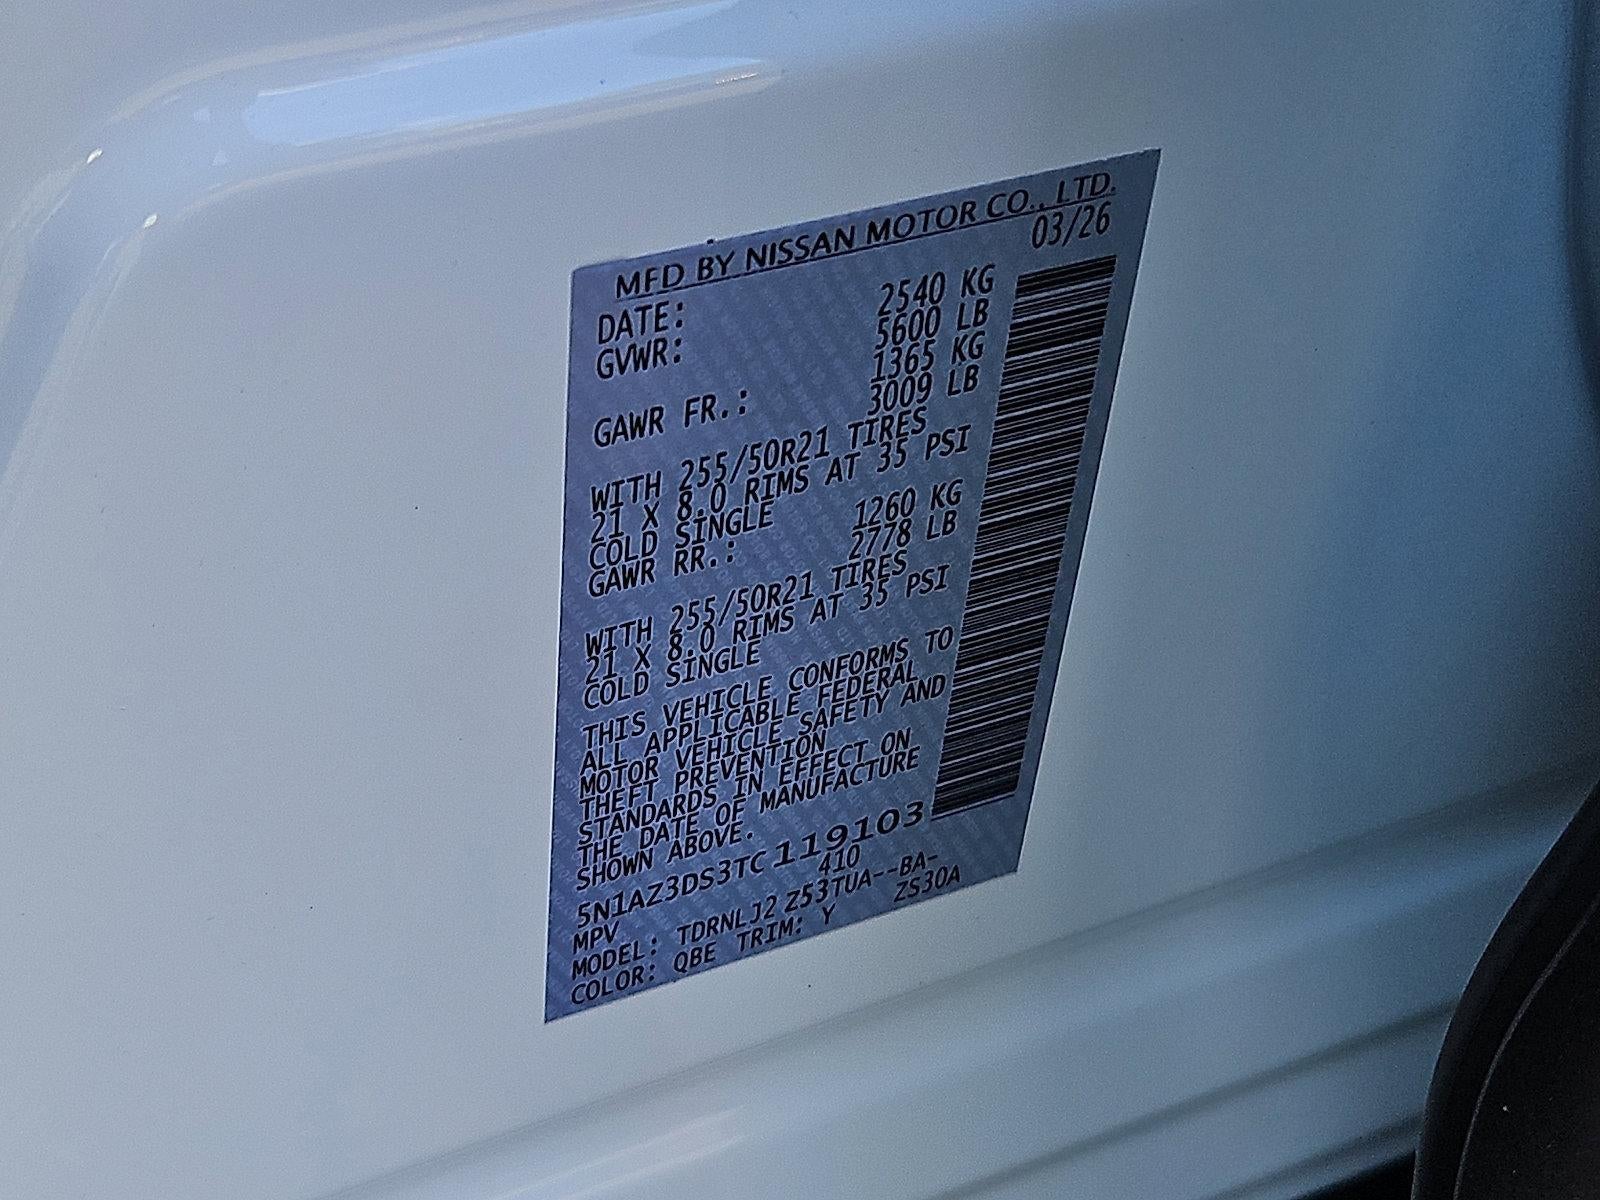 MFD BY NISSAN MOTOR CO., LTD.
DATE: 03/26
GVWR: 2540 KG
5600 LB
GAWR FR.: 1365 KG
3009 LB
WITH 255/50R21 TIRES
21 X 8.0 RIMS AT 35 PSI
COLD SINGLE
GAWR RR.: 1260 KG
2778 LB
WITH 255/50R21 TIRES
21 X 8.0 RIMS AT 35 PSI
COLD SINGLE
THIS VEHICLE CONFORMS TO
ALL APPLICABLE FEDERAL
MOTOR VEHICLE SAFETY AND
THEFT PREVENTION
STANDARDS IN EFFECT ON
THE DATE OF MANUFACTURE
SHOWN ABOVE.
5N1AZ3DS3TC119103
MPV 410
MODEL: TDRNLJ2 Z53TUA--BA-
COLOR: QBE TRIM: Y ZS30A